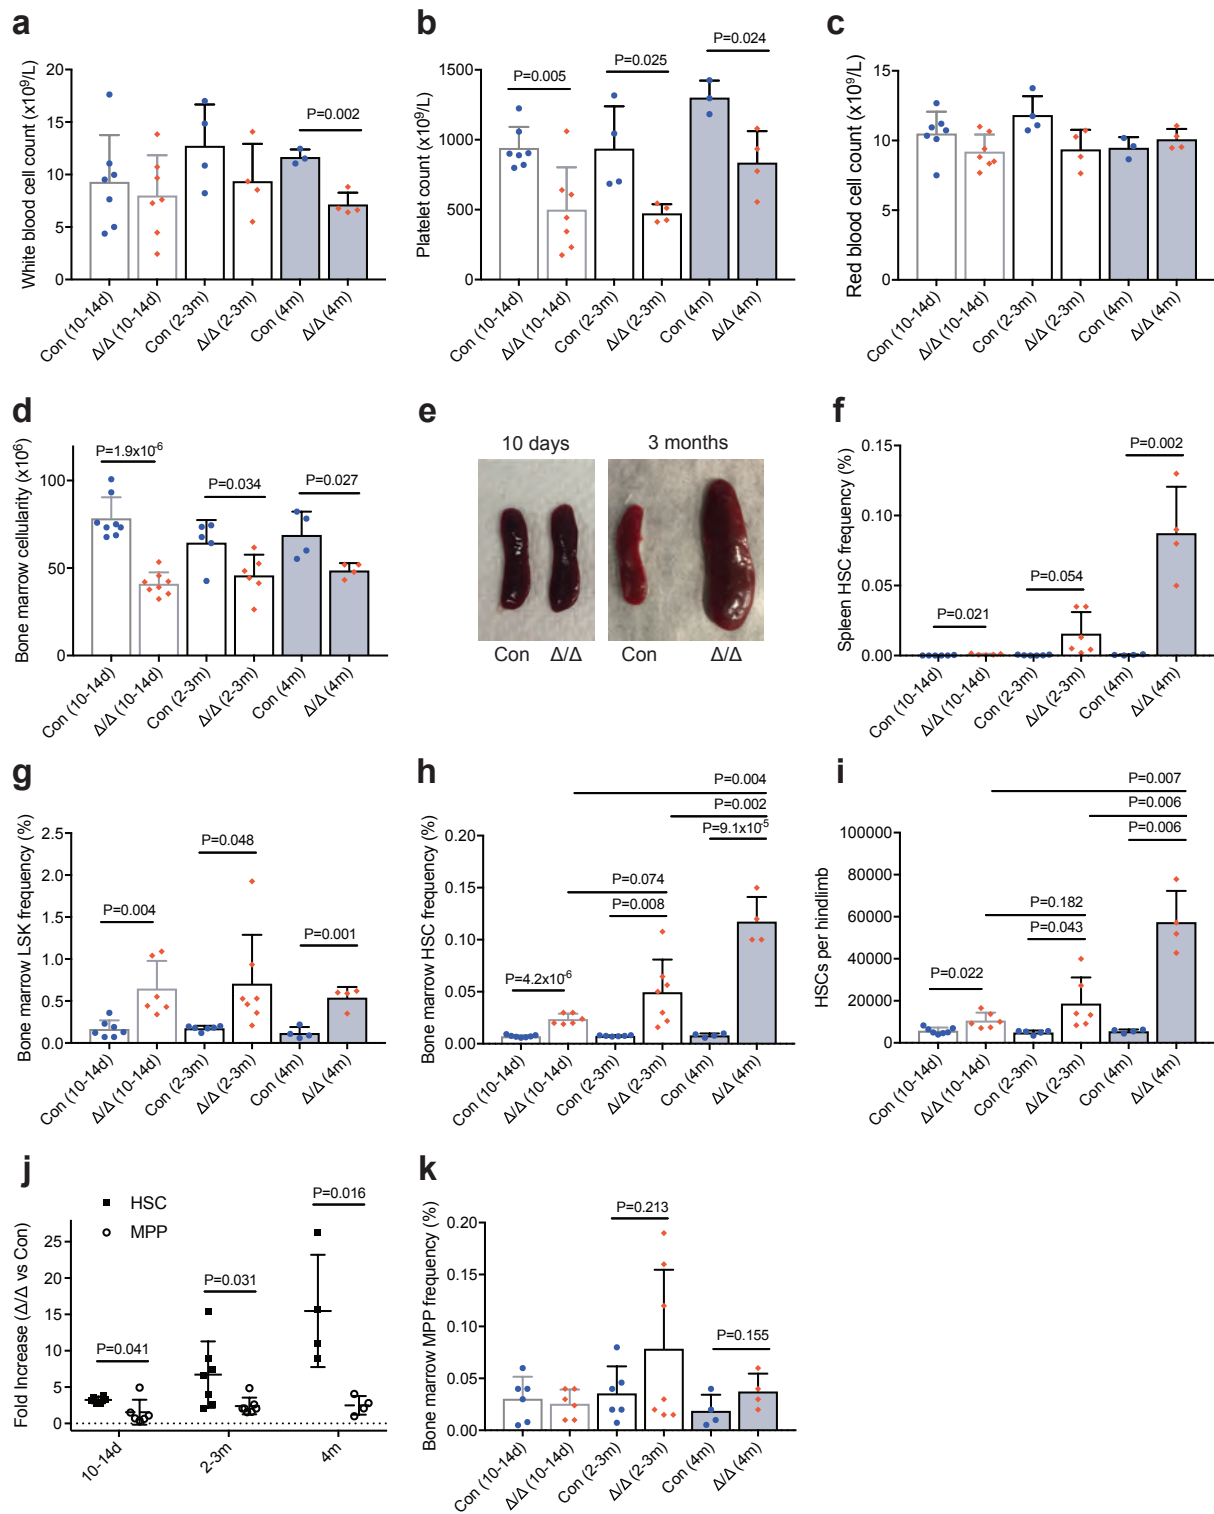 a
White blood cell count (x10⁹/L)
20
15
10
5
0
P=0.002
Con (10-14d)
Δ/Δ (10-14d)
Con (2-3m)
Δ/Δ (2-3m)
Con (4m)
Δ/Δ (4m)
b
Platelet count (x10⁹/L)
1500
1000
500
0
P=0.005
P=0.025
P=0.024
Con (10-14d)
Δ/Δ (10-14d)
Con (2-3m)
Δ/Δ (2-3m)
Con (4m)
Δ/Δ (4m)
c
Red blood cell count (x10⁹/L)
15
10
5
0
Con (10-14d)
Δ/Δ (10-14d)
Con (2-3m)
Δ/Δ (2-3m)
Con (4m)
Δ/Δ (4m)
d
Bone marrow cellularity (x10⁶)
100
50
0
P=1.9x10⁻⁶
P=0.034
P=0.027
Con (10-14d)
Δ/Δ (10-14d)
Con (2-3m)
Δ/Δ (2-3m)
Con (4m)
Δ/Δ (4m)
e
10 days
3 months
Con Δ/Δ
Con Δ/Δ
f
Spleen HSC frequency (%)
0.15
0.10
0.05
0.00
P=0.021
P=0.054
P=0.002
Con (10-14d)
Δ/Δ (10-14d)
Con (2-3m)
Δ/Δ (2-3m)
Con (4m)
Δ/Δ (4m)
g
Bone marrow LSK frequency (%)
2.5
2.0
1.5
1.0
0.5
0.0
P=0.004
P=0.048
P=0.001
Con (10-14d)
Δ/Δ (10-14d)
Con (2-3m)
Δ/Δ (2-3m)
Con (4m)
Δ/Δ (4m)
h
Bone marrow HSC frequency (%)
0.20
0.15
0.10
0.05
0.00
P=0.004
P=0.002
P=9.1x10⁻⁵
P=0.074
P=0.008
P=4.2x10⁻⁶
Con (10-14d)
Δ/Δ (10-14d)
Con (2-3m)
Δ/Δ (2-3m)
Con (4m)
Δ/Δ (4m)
i
HSCs per hindlimb
100000
80000
60000
40000
20000
0
P=0.007
P=0.006
P=0.006
P=0.182
P=0.043
P=0.022
Con (10-14d)
Δ/Δ (10-14d)
Con (2-3m)
Δ/Δ (2-3m)
Con (4m)
Δ/Δ (4m)
j
HSC
MPP
Fold Increase (Δ/Δ vs Con)
25
20
15
10
5
0
P=0.041
P=0.031
P=0.016
10-14d
2-3m
4m
k
Bone marrow MPP frequency (%)
0.20
0.15
0.10
0.05
0.00
P=0.213
P=0.155
Con (10-14d)
Δ/Δ (10-14d)
Con (2-3m)
Δ/Δ (2-3m)
Con (4m)
Δ/Δ (4m)